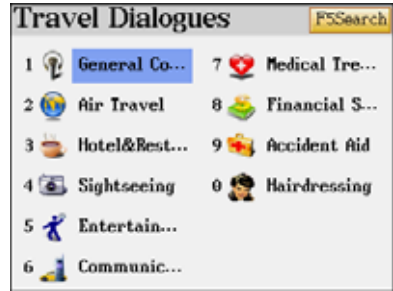 Travel Dialogues
F5Search
1 General Co...
2 Air Travel
3 Hotel&Rest...
4 Sightseeing
5 Entertain...
6 Communic...
7 Medical Tre...
8 Financial S...
9 Accident Aid
0 Hairdressing